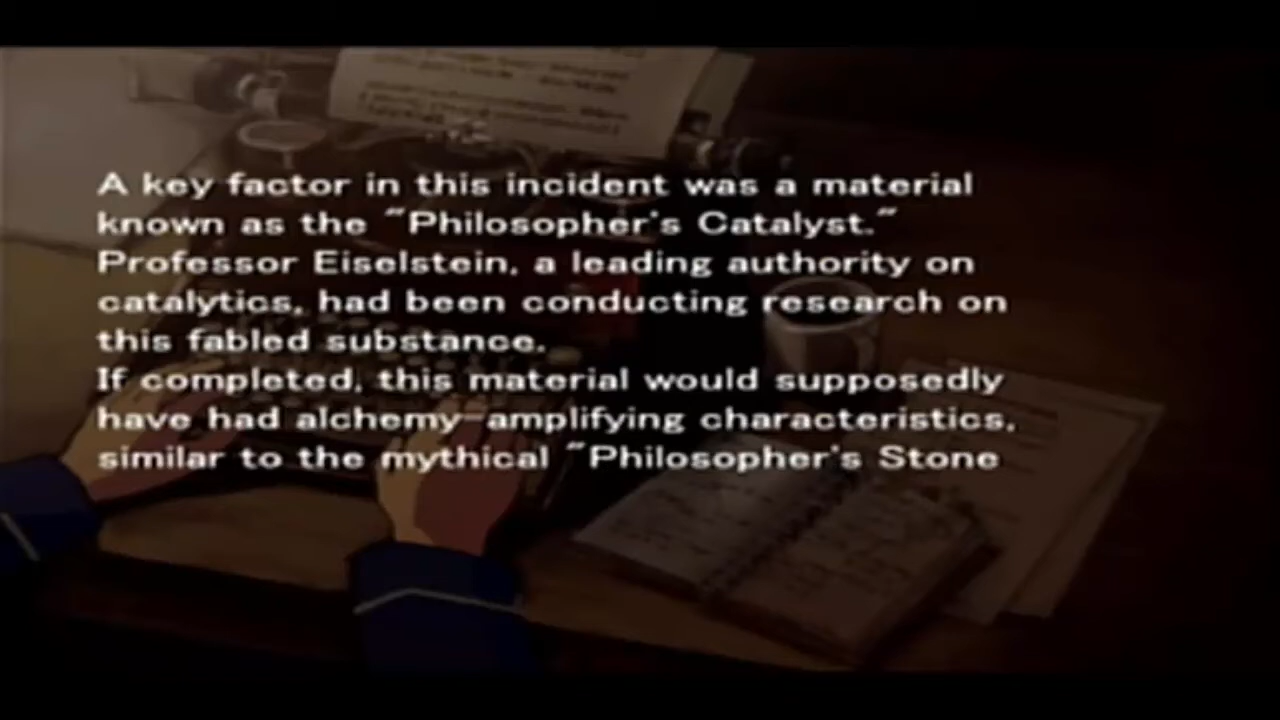 A key factor in this incident was a material
known as the "Philosopher's Catalyst."
Professor Eiselstein, a leading authority on
catalytics, had been conducting research on
this fabled substance.
If completed, this material would supposedly
have had alchemy-amplifying characteristics,
similar to the mythical "Philosopher's Stone